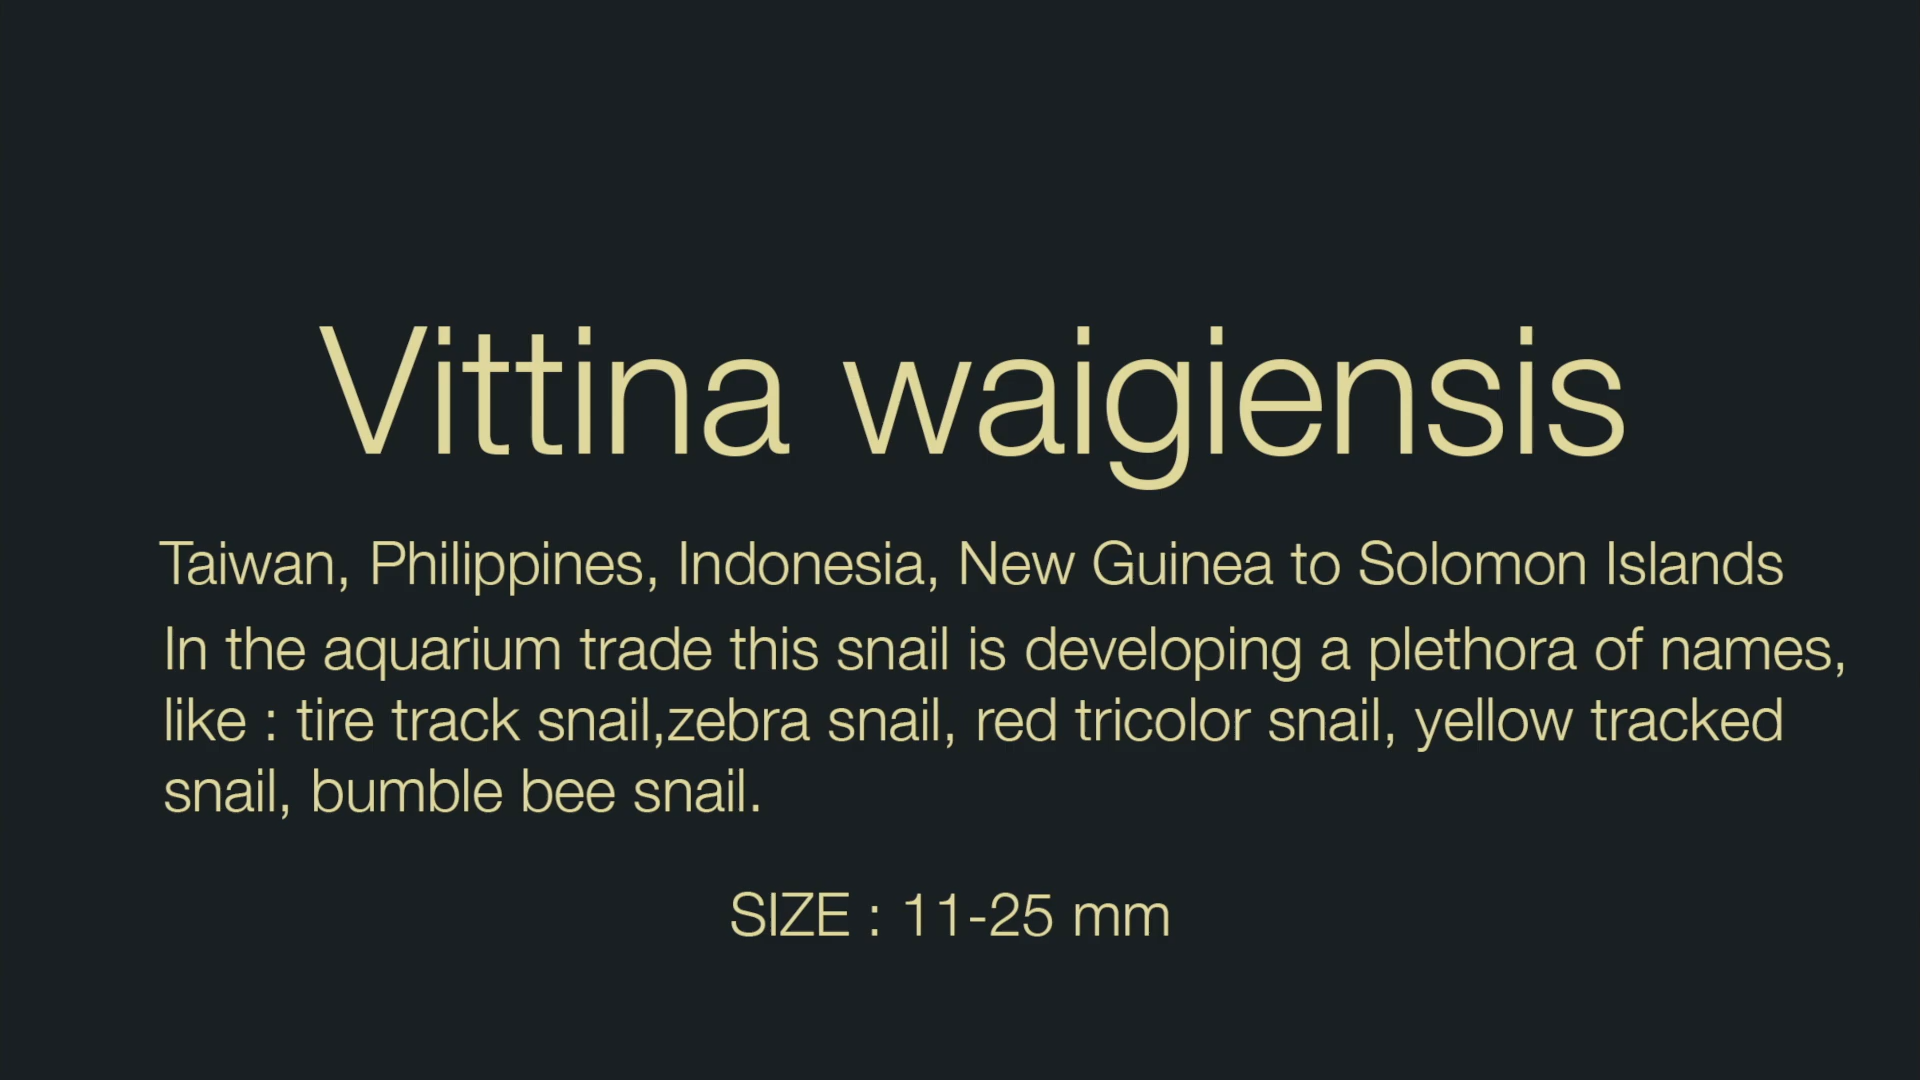 Vittina waigiensis
Taiwan, Philippines, Indonesia, New Guinea to Solomon Islands
In the aquarium trade this snail is developing a plethora of names,
like : tire track snail,zebra snail, red tricolor snail, yellow tracked
snail, bumble bee snail.
SIZE : 11-25 mm